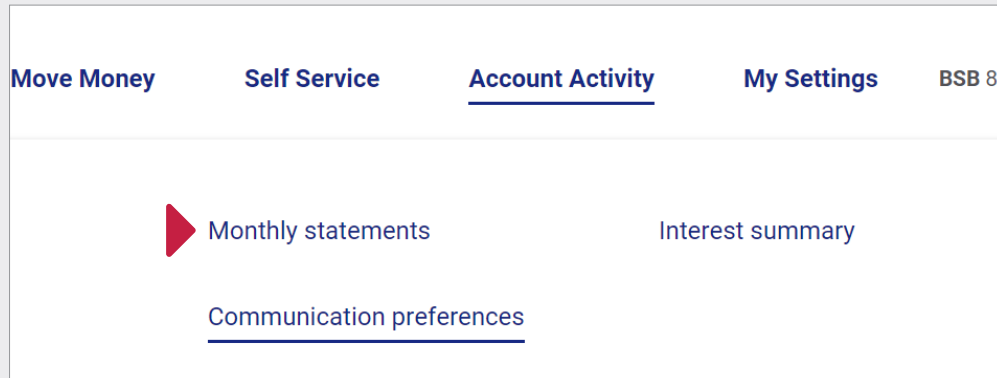 Move Money Self Service Account Activity My Settings BSB 8
Monthly statements Interest summary
Communication preferences